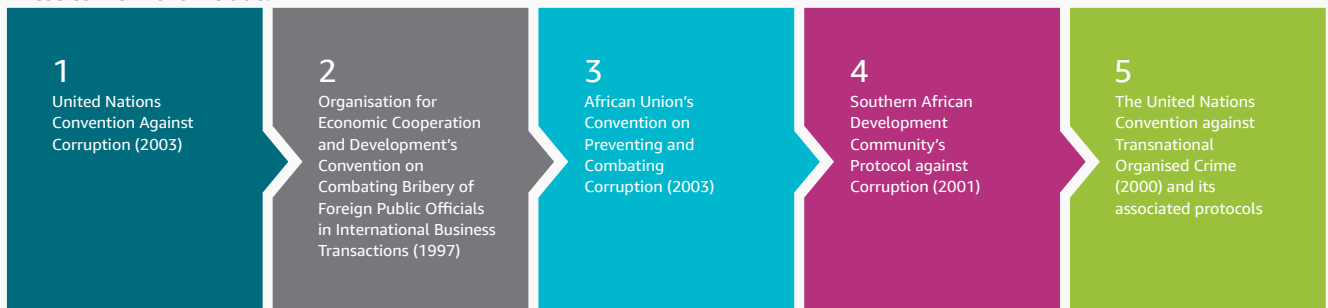 1
United Nations
Convention Against
Corruption (2003)
2
Organisation for
Economic Cooperation
and Development's
Convention on
Combating Bribery of
Foreign Public Officials
in International Business
Transactions (1997)
3
African Union's
Convention on
Preventing and
Combating
Corruption (2003)
4
Southern African
Development
Community's
Protocol against
Corruption (2001)
5
The United Nations
Convention against
Transnational
Organised Crime
(2000) and its
associated protocols